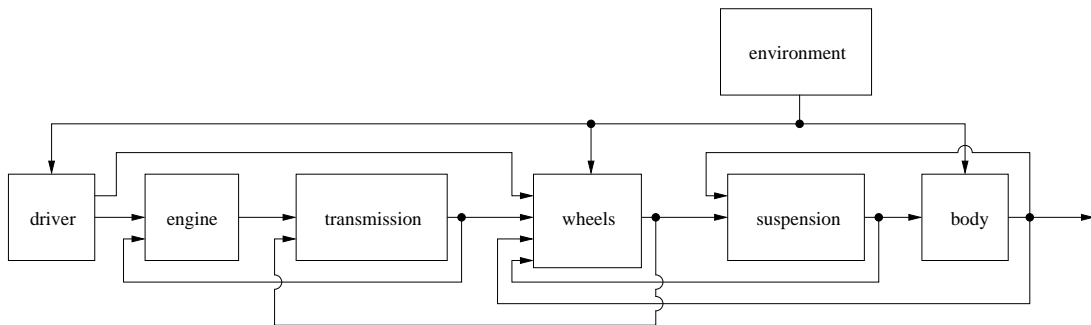 environment
driver
engine
transmission
wheels
suspension
body